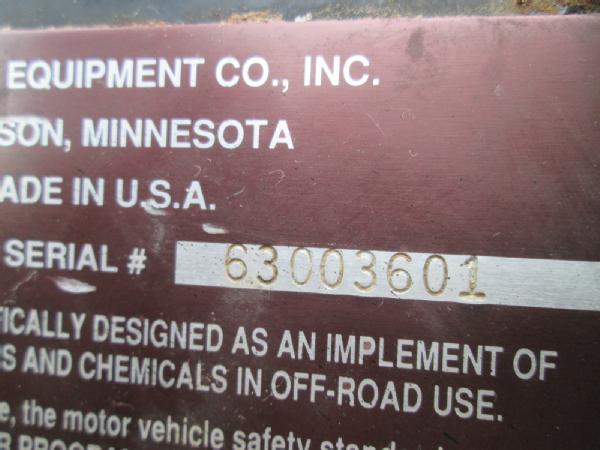 EQUIPMENT CO., INC.
SON, MINNESOTA
ADE IN U.S.A.
SERIAL # 63003601
FICALLY DESIGNED AS AN IMPLEMENT OF
S AND CHEMICALS IN OFF-ROAD USE.
e, the motor vehicle safety